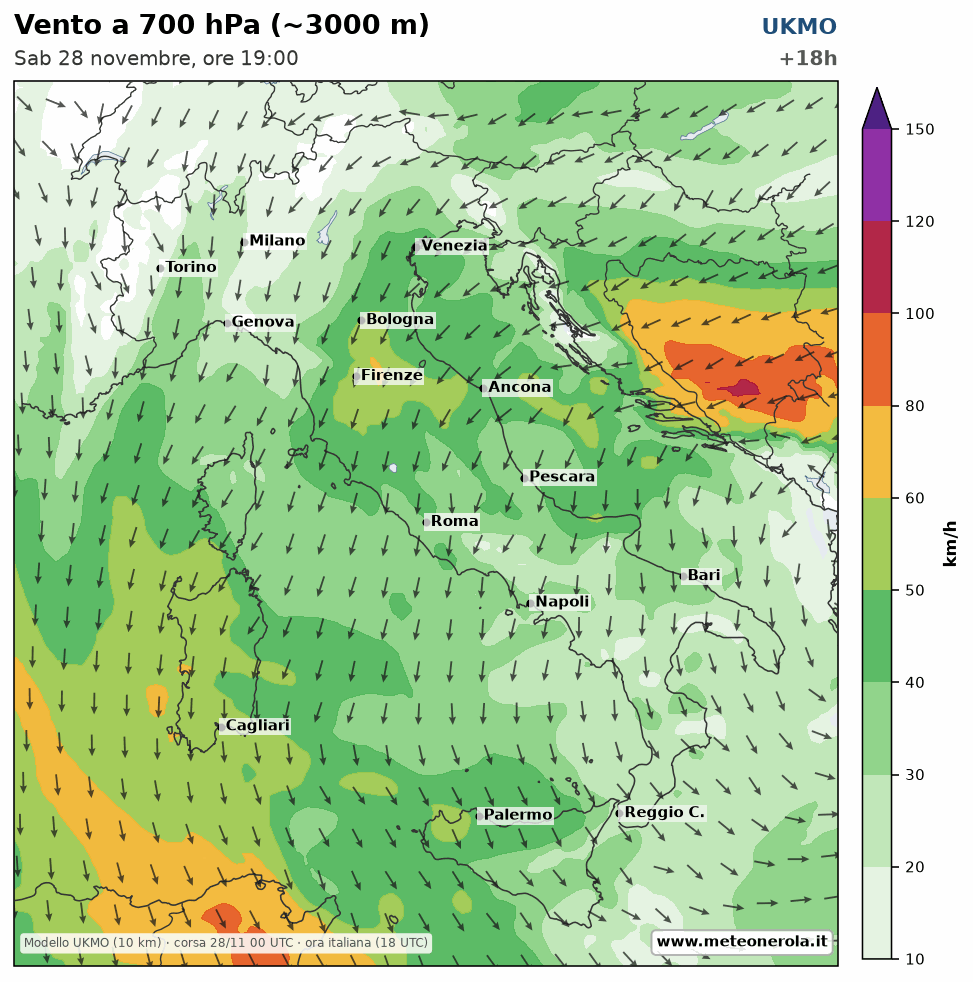 Vento a 700 hPa (~3000 m)
UKMO
Sab 28 novembre, ore 19:00
+18h
150
120
100
80
60
50
40
30
20
10
km/h
Milano
Venezia
Torino
Genova
Bologna
Firenze
Ancona
Pescara
Roma
Bari
Napoli
Cagliari
Palermo
Reggio C.
Modello UKMO (10 km) · corsa 28/11 00 UTC · ora italiana (18 UTC)
www.meteonerola.it